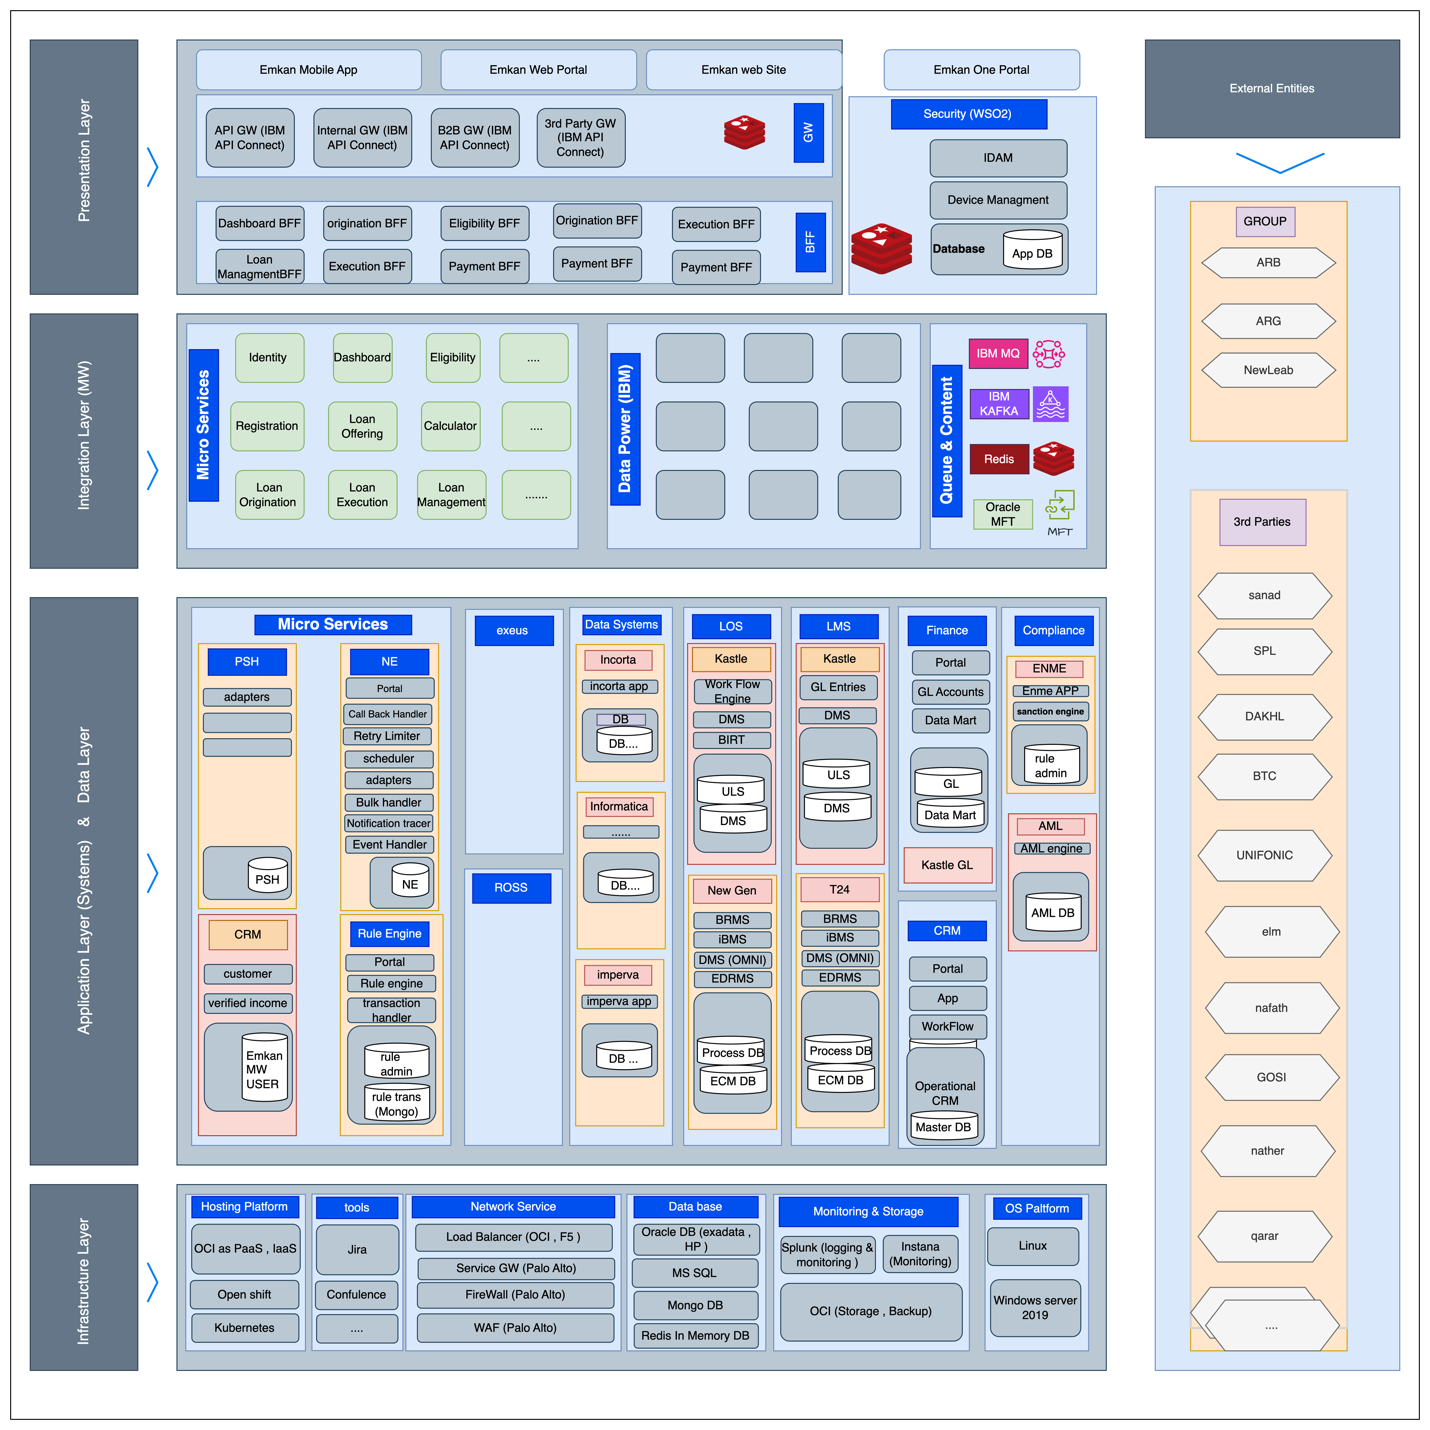 Presentation Layer
Emkan Mobile App
Emkan Web Portal
Emkan web Site
Emkan One Portal
API GW (IBM
API Connect)
Internal GW (IBM
API Connect)
B2B GW (IBM
API Connect)
3rd Party GW
(IBM API
Connect)
GW
Dashboard BFF
origination BFF
Eligibility BFF
Origination BFF
Execution BFF
Loan
ManagmentBFF
Execution BFF
Payment BFF
Payment BFF
Payment BFF
BFF
Security (WSO2)
IDAM
Device Managment
Database
App DB
External Entities
GROUP
ARB
ARG
NewLeab
3rd Parties
sanad
SPL
DAKHL
BTC
UNIFONIC
elm
nafath
GOSI
nather
qarar
....
Integration Layer (MW)
Micro Services
Identity
Dashboard
Eligibility
....
Registration
Loan
Offering
Calculator
....
Loan
Origination
Loan
Execution
Loan
Management
.......
Data Power (IBM)
Queue & Content
IBM MQ
IBM
KAFKA
Redis
Oracle
MFT
MFT
Application Layer (Systems) & Data Layer
Micro Services
PSH
adapters
PSH
NE
Portal
Call Back Handler
Retry Limiter
scheduler
adapters
Bulk handler
Notification tracer
Event Handler
NE
CRM
customer
verified income
Emkan
MW
USER
Rule Engine
Portal
Rule engine
transaction
handler
rule
admin
rule trans
(Mongo)
exeus
ROSS
Data Systems
Incorta
incorta app
DB
DB....
Informatica
......
DB....
imperva
imperva app
DB ...
LOS
Kastle
Work Flow
Engine
DMS
BIRT
ULS
DMS
New Gen
BRMS
iBMS
DMS (OMNI)
EDRMS
Process DB
ECM DB
LMS
Kastle
GL Entries
DMS
ULS
DMS
T24
BRMS
iBMS
DMS (OMNI)
EDRMS
Process DB
ECM DB
Finance
Portal
GL Accounts
Data Mart
GL
Data Mart
Kastle GL
CRM
Portal
App
WorkFlow
Operational
CRM
Master DB
Compliance
ENME
Enme APP
sanction engine
rule
admin
AML
AML engine
AML DB
Infrastructure Layer
Hosting Platform
OCI as PaaS , IaaS
Open shift
Kubernetes
tools
Jira
Confulence
....
Network Service
Load Balancer (OCI , F5 )
Service GW (Palo Alto)
FireWall (Palo Alto)
WAF (Palo Alto)
Data base
Oracle DB (exadata ,
HP )
MS SQL
Mongo DB
Redis In Memory DB
Monitoring & Storage
Splunk (logging &
monitoring )
Instana
(Monitoring)
OCI (Storage , Backup)
OS Paltform
Linux
Windows server
2019